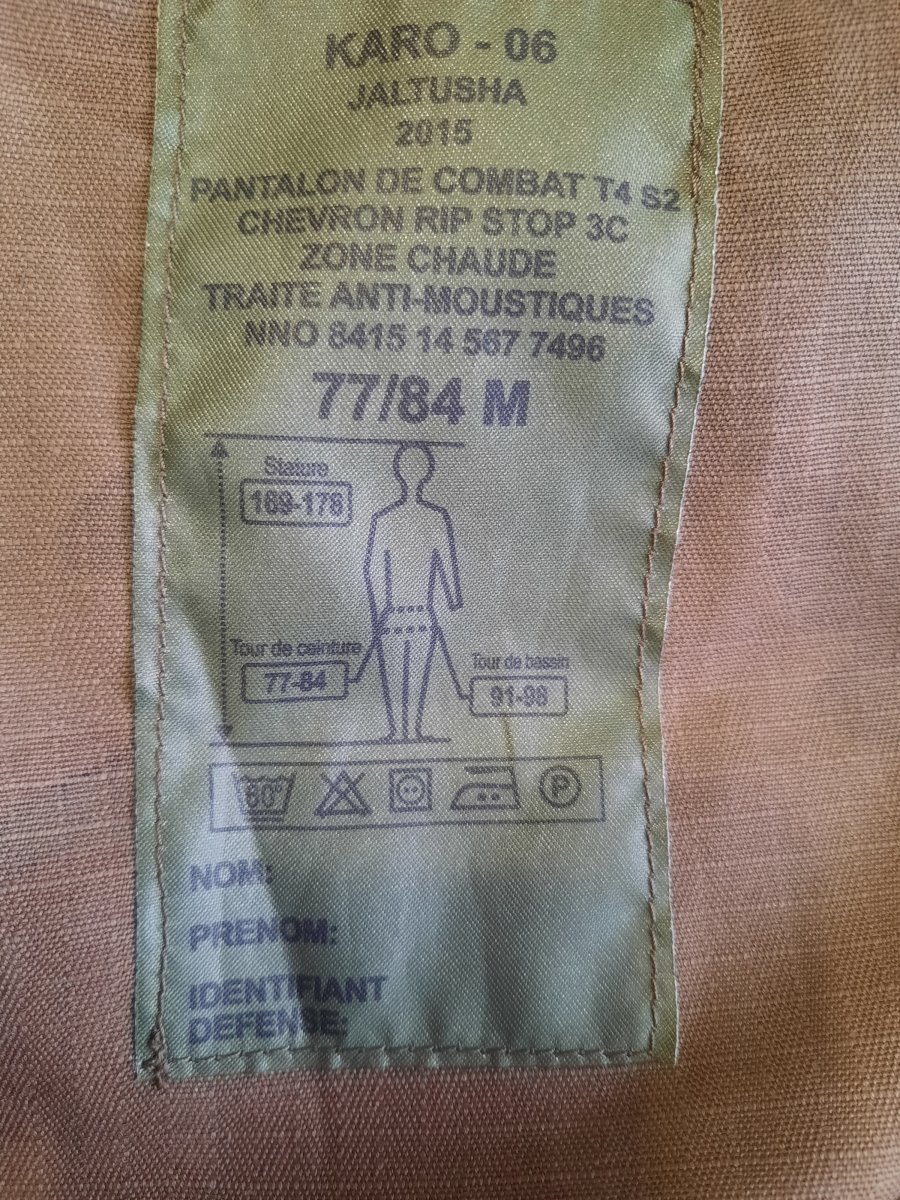 KARO - 06
JALTUSHA
2015
PANTALON DE COMBAT T4 S2
CHEVRON RIP STOP 3C
ZONE CHAUDE
TRAITE ANTI-MOUSTIQUES
NNO 8415 14 567 7496
77/84 M
Stature
169-178
Tour de ceinture
77-84
Tour de bassin
91-98
60°
P
NOM:
PRENOM:
IDENTIFIANT
DEFENSE: